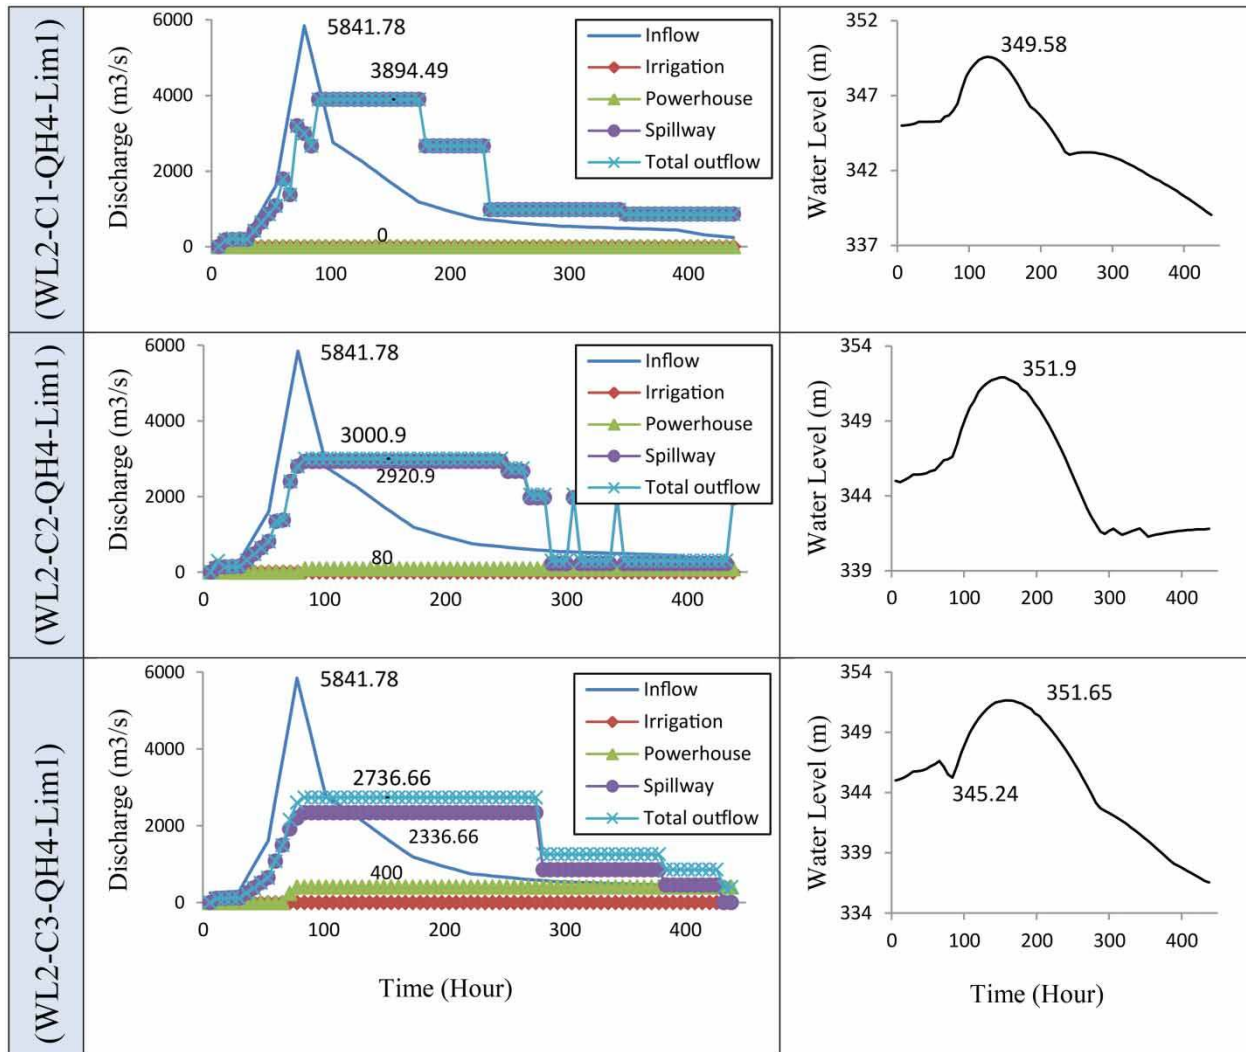 (WL2-C1-QH4-Lim1)
Discharge (m3/s)
6000
4000
2000
0
0
100
200
300
400
5841.78
3894.49
0
Inflow
Irrigation
Powerhouse
Spillway
Total outflow
Water Level (m)
352
347
342
337
0
100
200
300
400
349.58
(WL2-C2-QH4-Lim1)
Discharge (m3/s)
6000
4000
2000
0
0
100
200
300
400
5841.78
3000.9
2920.9
80
Inflow
Irrigation
Powerhouse
Spillway
Total outflow
Water Level (m)
354
349
344
339
0
100
200
300
400
351.9
(WL2-C3-QH4-Lim1)
Discharge (m3/s)
6000
4000
2000
0
0
100
200
300
400
5841.78
2736.66
2336.66
400
Inflow
Irrigation
Powerhouse
Spillway
Total outflow
Time (Hour)
Water Level (m)
354
349
344
339
334
0
100
200
300
400
351.65
345.24
Time (Hour)